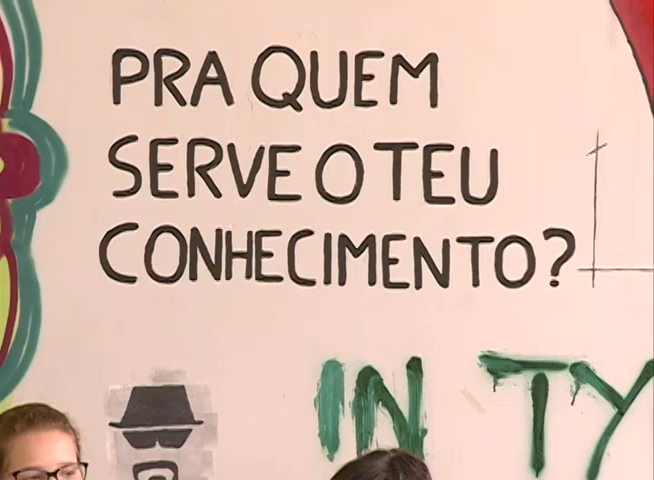 PRA QUEM
SERVE O TEU
CONHECIMENTO?
IN TY